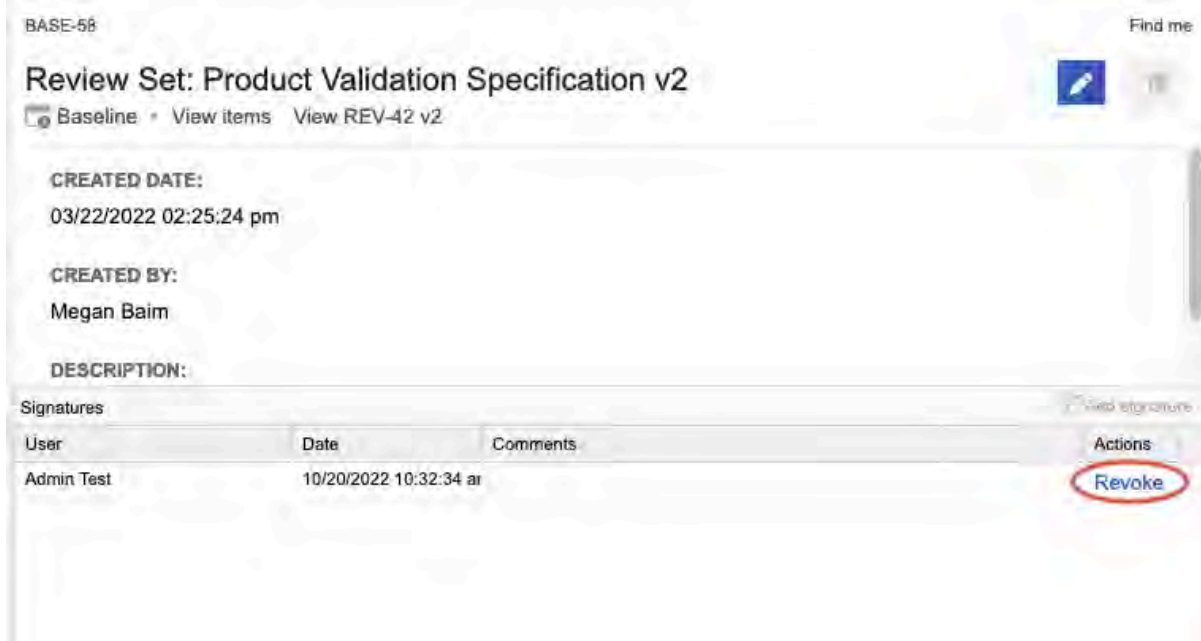 BASE-58 Find me
Review Set: Product Validation Specification v2
Baseline • View items View REV-42 v2
CREATED DATE:
03/22/2022 02:25:24 pm
CREATED BY:
Megan Baim
DESCRIPTION:
Signatures Add signature
User Date Comments Actions
Admin Test 10/20/2022 10:32:34 ar Revoke